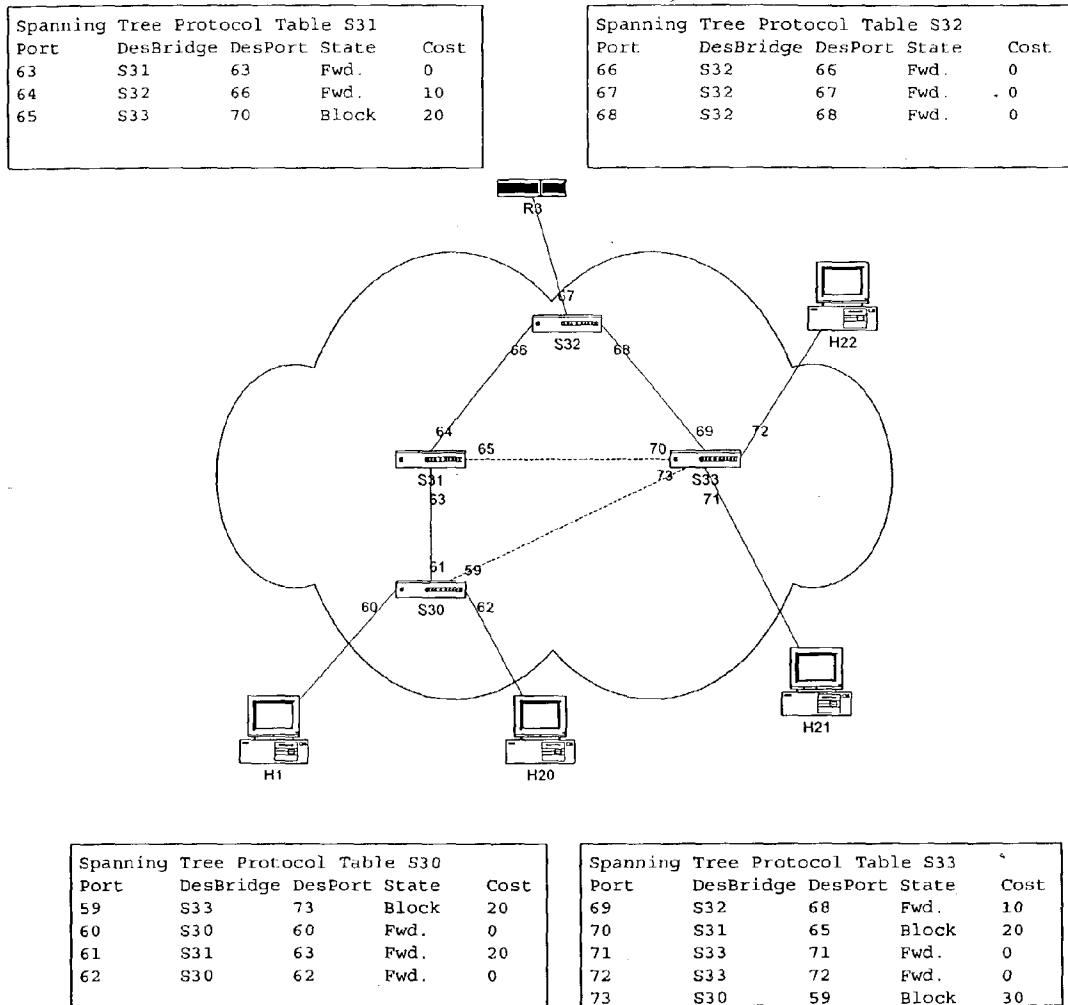 Spanning Tree Protocol Table S31
Port DesBridge DesPort State Cost
63 S31 63 Fwd. 0
64 S32 66 Fwd. 10
65 S33 70 Block 20
Spanning Tree Protocol Table S32
Port DesBridge DesPort State Cost
66 S32 66 Fwd. 0
67 S32 67 Fwd. 0
68 S32 68 Fwd. 0
R3
67
S32
66
68
H22
64
65
70
69
72
S31
63
73
S33
71
61
59
60
S30
62
H1
H20
H21
Spanning Tree Protocol Table S30
Port DesBridge DesPort State Cost
59 S33 73 Block 20
60 S30 60 Fwd. 0
61 S31 63 Fwd. 20
62 S30 62 Fwd. 0
Spanning Tree Protocol Table S33
Port DesBridge DesPort State Cost
69 S32 68 Fwd. 10
70 S31 65 Block 20
71 S33 71 Fwd. 0
72 S33 72 Fwd. 0
73 S30 59 Block 30